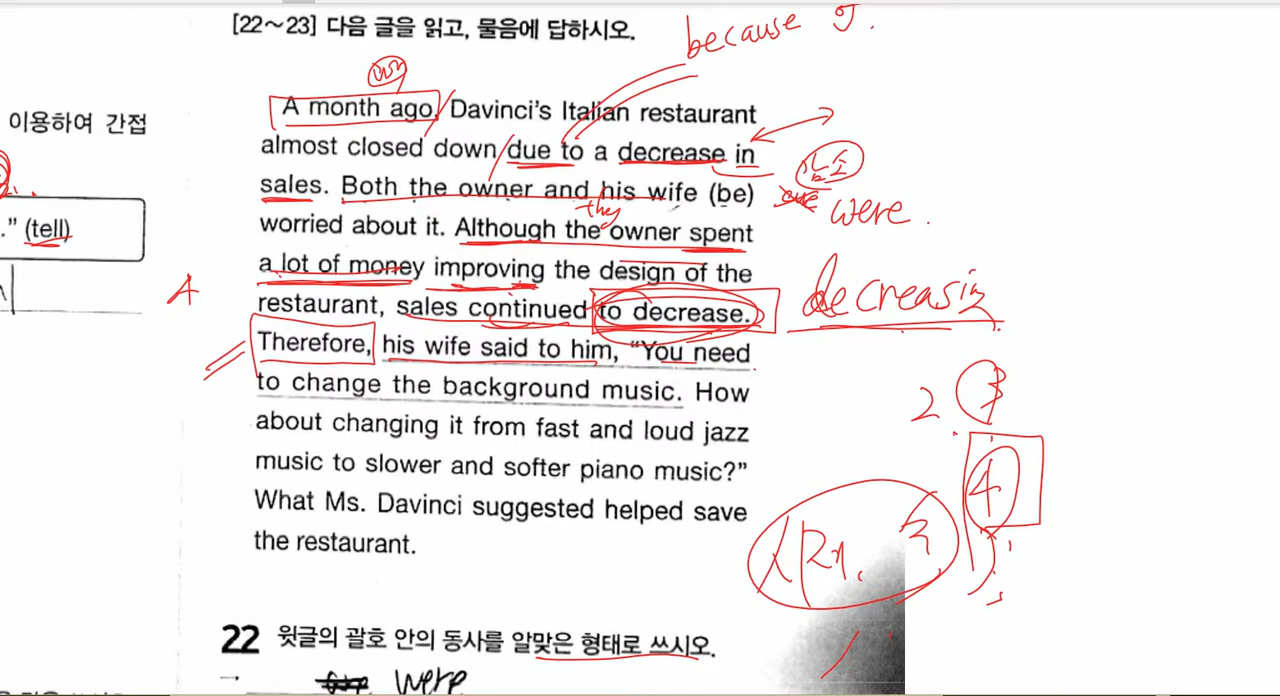 [22～23] 다음 글을 읽고, 물음에 답하시오.
because of.
A month ago, Davinci's Italian restaurant
이용하여 간접
almost closed down due to a decrease in
감소
sales. Both the owner and his wife (be)
were.
they
." (tell)
worried about it. Although the owner spent
a lot of money improving the design of the
A
restaurant, sales continued to decrease.
decreasing
Therefore, his wife said to him, "You need
to change the background music. How
2 3
about changing it from fast and loud jazz
music to slower and softer piano music?"
4
What Ms. Davinci suggested helped save
the restaurant.
22 윗글의 괄호 안의 동사를 알맞은 형태로 쓰시오.
→ were